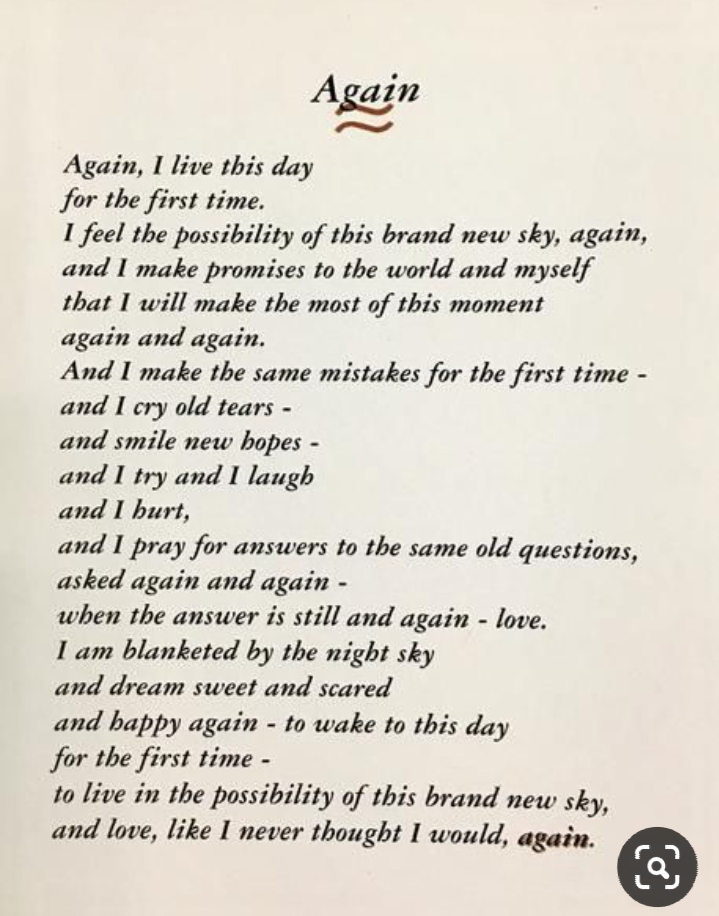 Again
Again, I live this day
for the first time.
I feel the possibility of this brand new sky, again,
and I make promises to the world and myself
that I will make the most of this moment
again and again.
And I make the same mistakes for the first time -
and I cry old tears -
and smile new hopes -
and I try and I laugh
and I hurt,
and I pray for answers to the same old questions,
asked again and again -
when the answer is still and again - love.
I am blanketed by the night sky
and dream sweet and scared
and happy again - to wake to this day
for the first time -
to live in the possibility of this brand new sky,
and love, like I never thought I would, again.